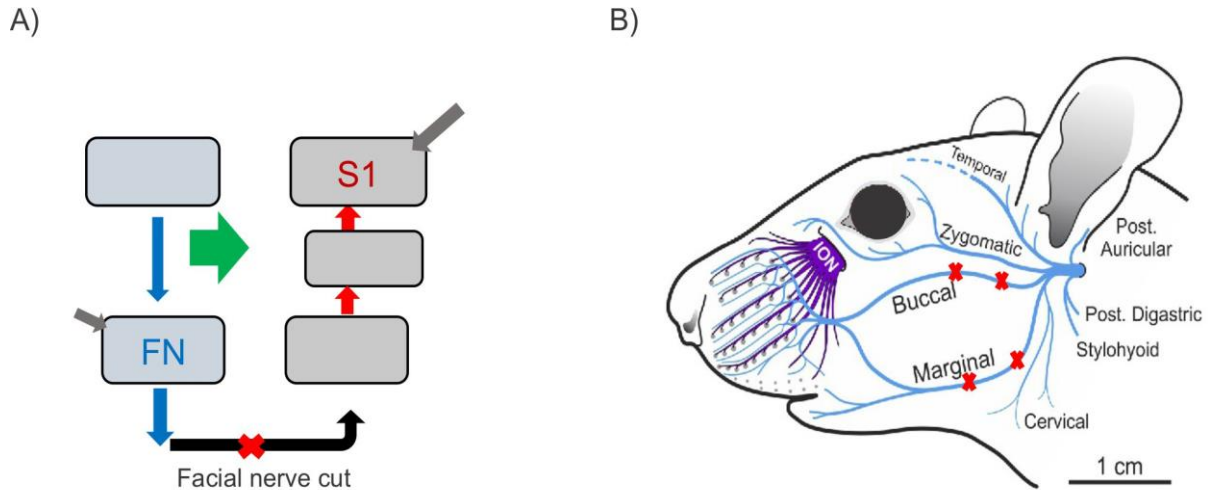 A)
S1
FN
Facial nerve cut
B)
Temporal
Post.
Auricular
Zygomatic
ION
Buccal
Post. Digastric
Stylohyoid
Marginal
Cervical
1 cm